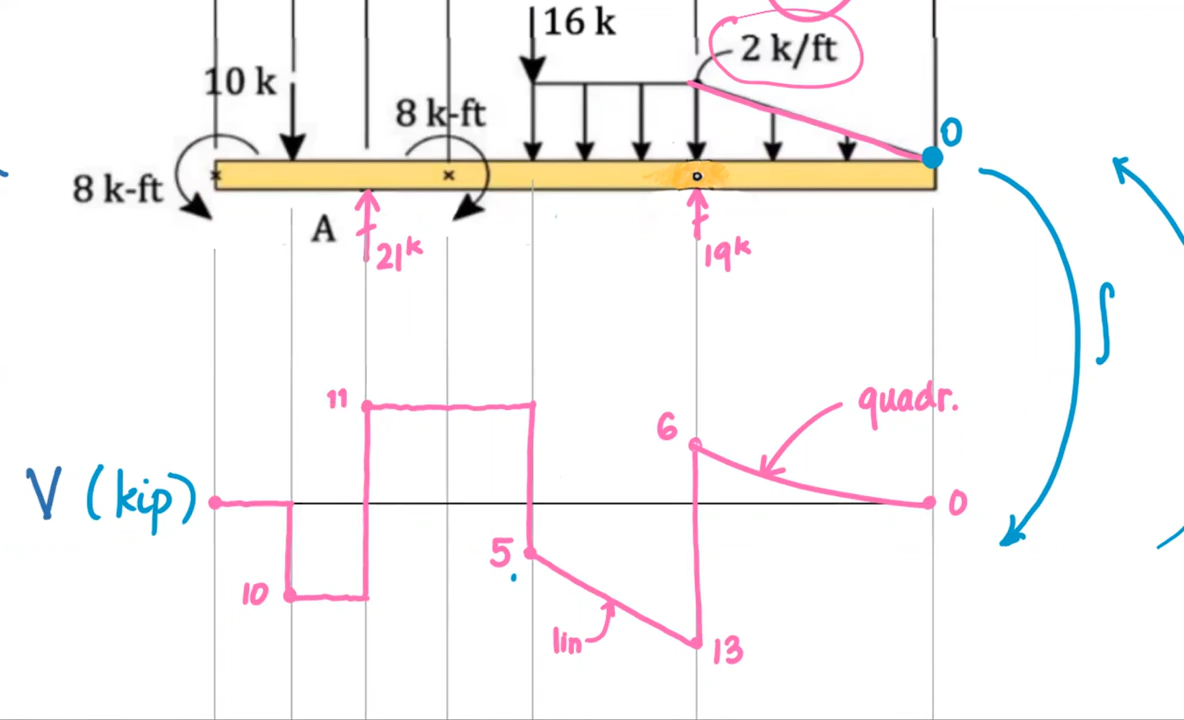 16 k
2 k/ft
10 k
8 k-ft
0
8 k-ft
A
21k
19k
∫
11
quadr.
6
V (kip)
0
5
10
lin
13